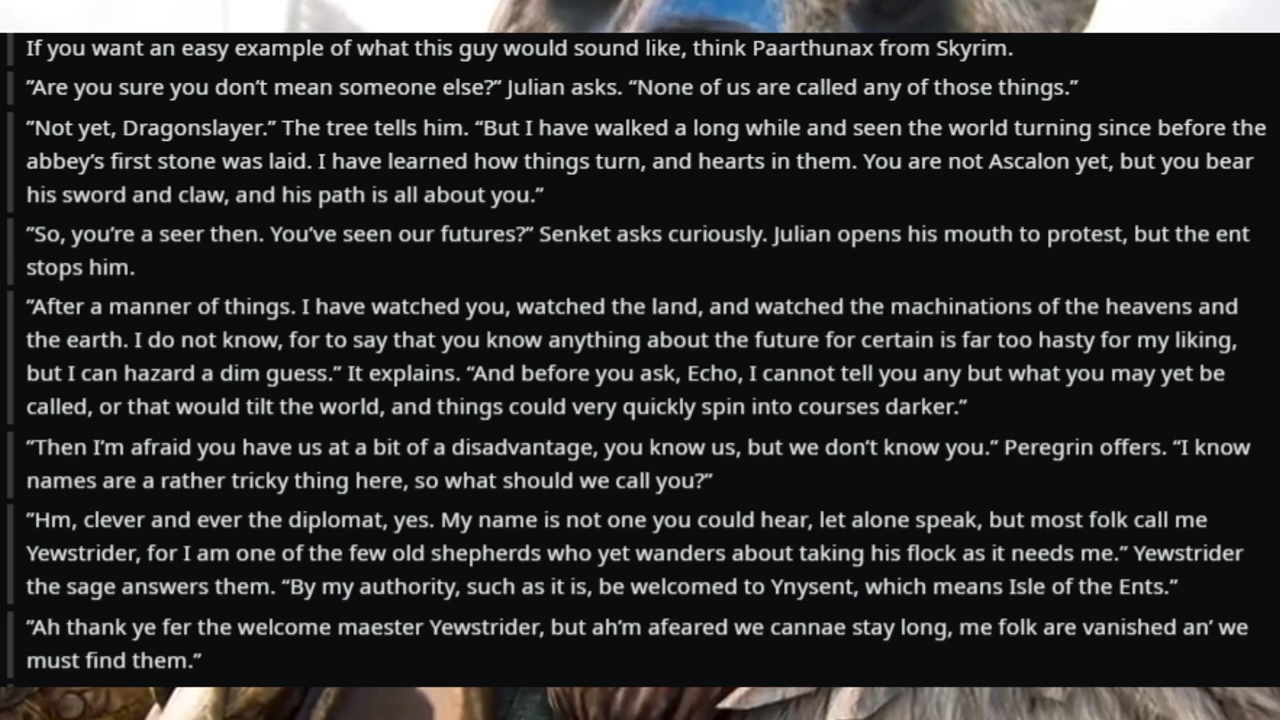 If you want an easy example of what this guy would sound like, think Paarthunax from Skyrim.
”Are you sure you don’t mean someone else?” Julian asks. “None of us are called any of those things.”
”Not yet, Dragonslayer.” The tree tells him. “But I have walked a long while and seen the world turning since before the
abbey’s first stone was laid. I have learned how things turn, and hearts in them. You are not Ascalon yet, but you bear
his sword and claw, and his path is all about you.”
”So, you’re a seer then. You’ve seen our futures?” Senket asks curiously. Julian opens his mouth to protest, but the ent
stops him.
”After a manner of things. I have watched you, watched the land, and watched the machinations of the heavens and
the earth. I do not know, for to say that you know anything about the future for certain is far too hasty for my liking,
but I can hazard a dim guess.” It explains. “And before you ask, Echo, I cannot tell you any but what you may yet be
called, or that would tilt the world, and things could very quickly spin into courses darker.”
”Then I’m afraid you have us at a bit of a disadvantage, you know us, but we don’t know you.” Peregrin offers. “I know
names are a rather tricky thing here, so what should we call you?”
”Hm, clever and ever the diplomat, yes. My name is not one you could hear, let alone speak, but most folk call me
Yewstrider, for I am one of the few old shepherds who yet wanders about taking his flock as it needs me.” Yewstrider
the sage answers them. “By my authority, such as it is, be welcomed to Ynysent, which means Isle of the Ents.”
”Ah thank ye fer the welcome maester Yewstrider, but ah’m afeared we cannae stay long, me folk are vanished an’ we
must find them.”